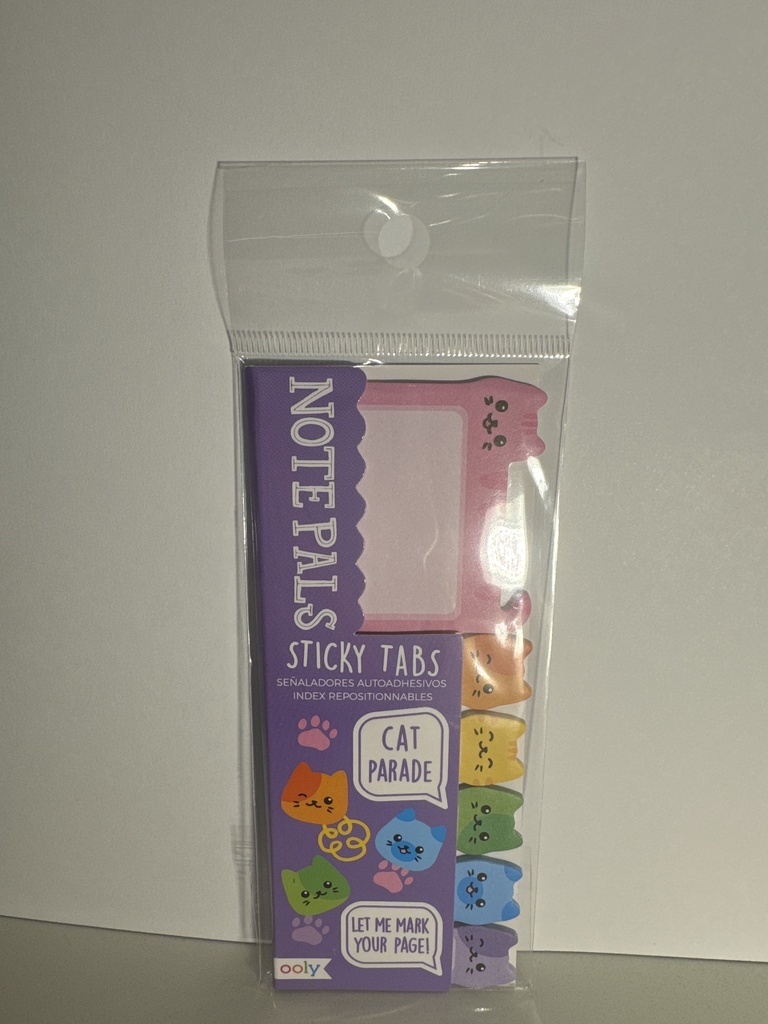 NOTE PALS
STICKY TABS
SEÑALADORES AUTOADHESIVOS
INDEX REPOSITIONNABLES
CAT
PARADE
LET ME MARK
YOUR PAGE!
ooly